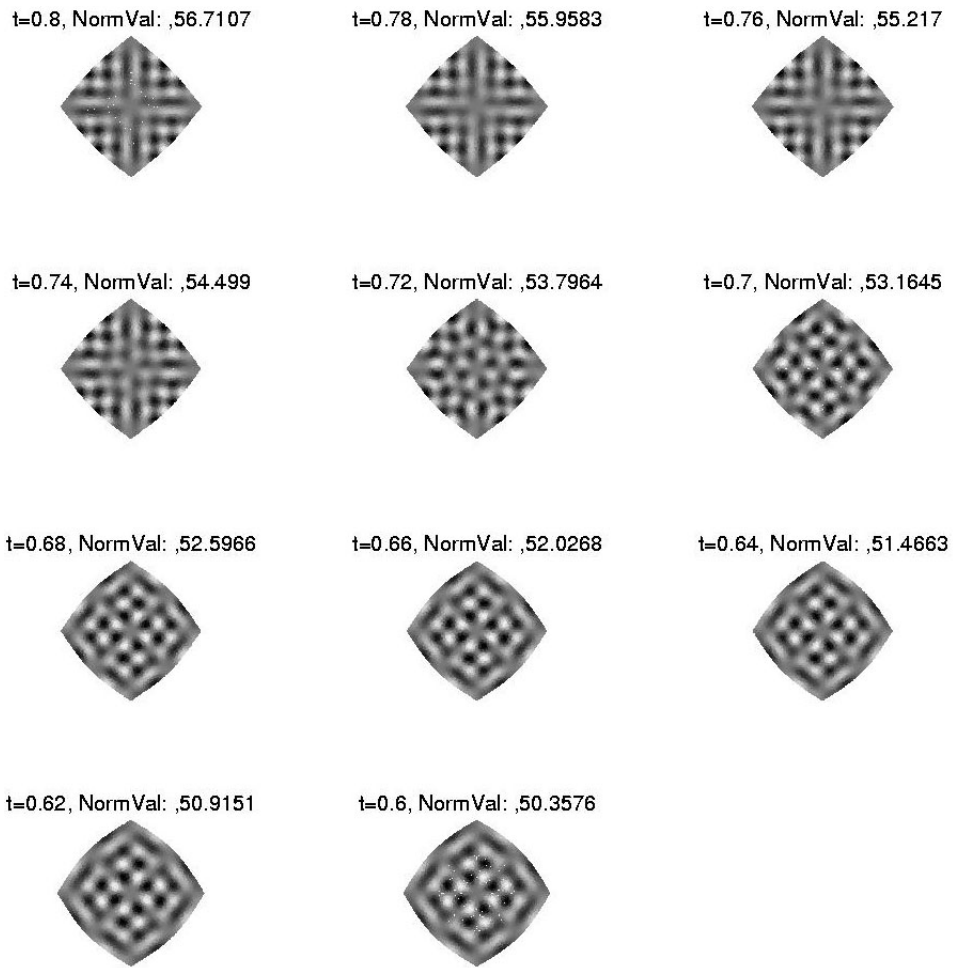 t=0.8, NormVal: ,56.7107
t=0.78, NormVal: ,55.9583
t=0.76, NormVal: ,55.217
t=0.74, NormVal: ,54.499
t=0.72, NormVal: ,53.7964
t=0.7, NormVal: ,53.1645
t=0.68, NormVal: ,52.5966
t=0.66, NormVal: ,52.0268
t=0.64, NormVal: ,51.4663
t=0.62, NormVal: ,50.9151
t=0.6, NormVal: ,50.3576